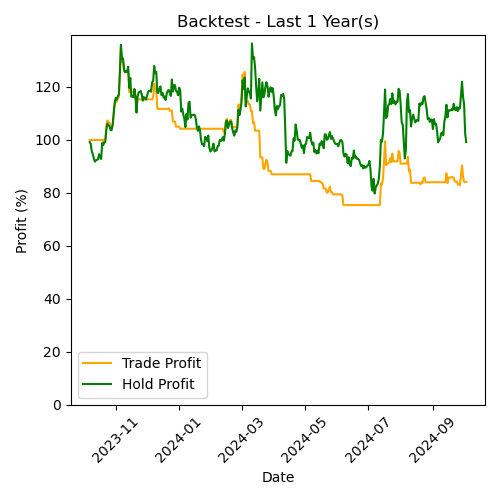 Backtest - Last 1 Year(s)
Profit (%)
120
100
80
60
40
20
0
Trade Profit
Hold Profit
2023-11
2024-01
2024-03
2024-05
2024-07
2024-09
Date